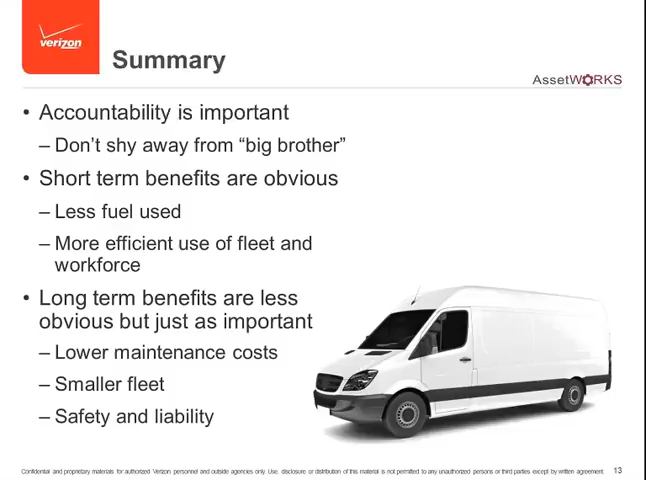 verizon
Summary
AssetWORKS
• Accountability is important
– Don’t shy away from “big brother”
• Short term benefits are obvious
– Less fuel used
– More efficient use of fleet and
workforce
• Long term benefits are less
obvious but just as important
– Lower maintenance costs
– Smaller fleet
– Safety and liability
Confidential and proprietary materials for authorized Verizon personnel and outside agencies only. Use, disclosure or distribution of this material is not permitted to any unauthorized persons or third parties except by written agreement.
13